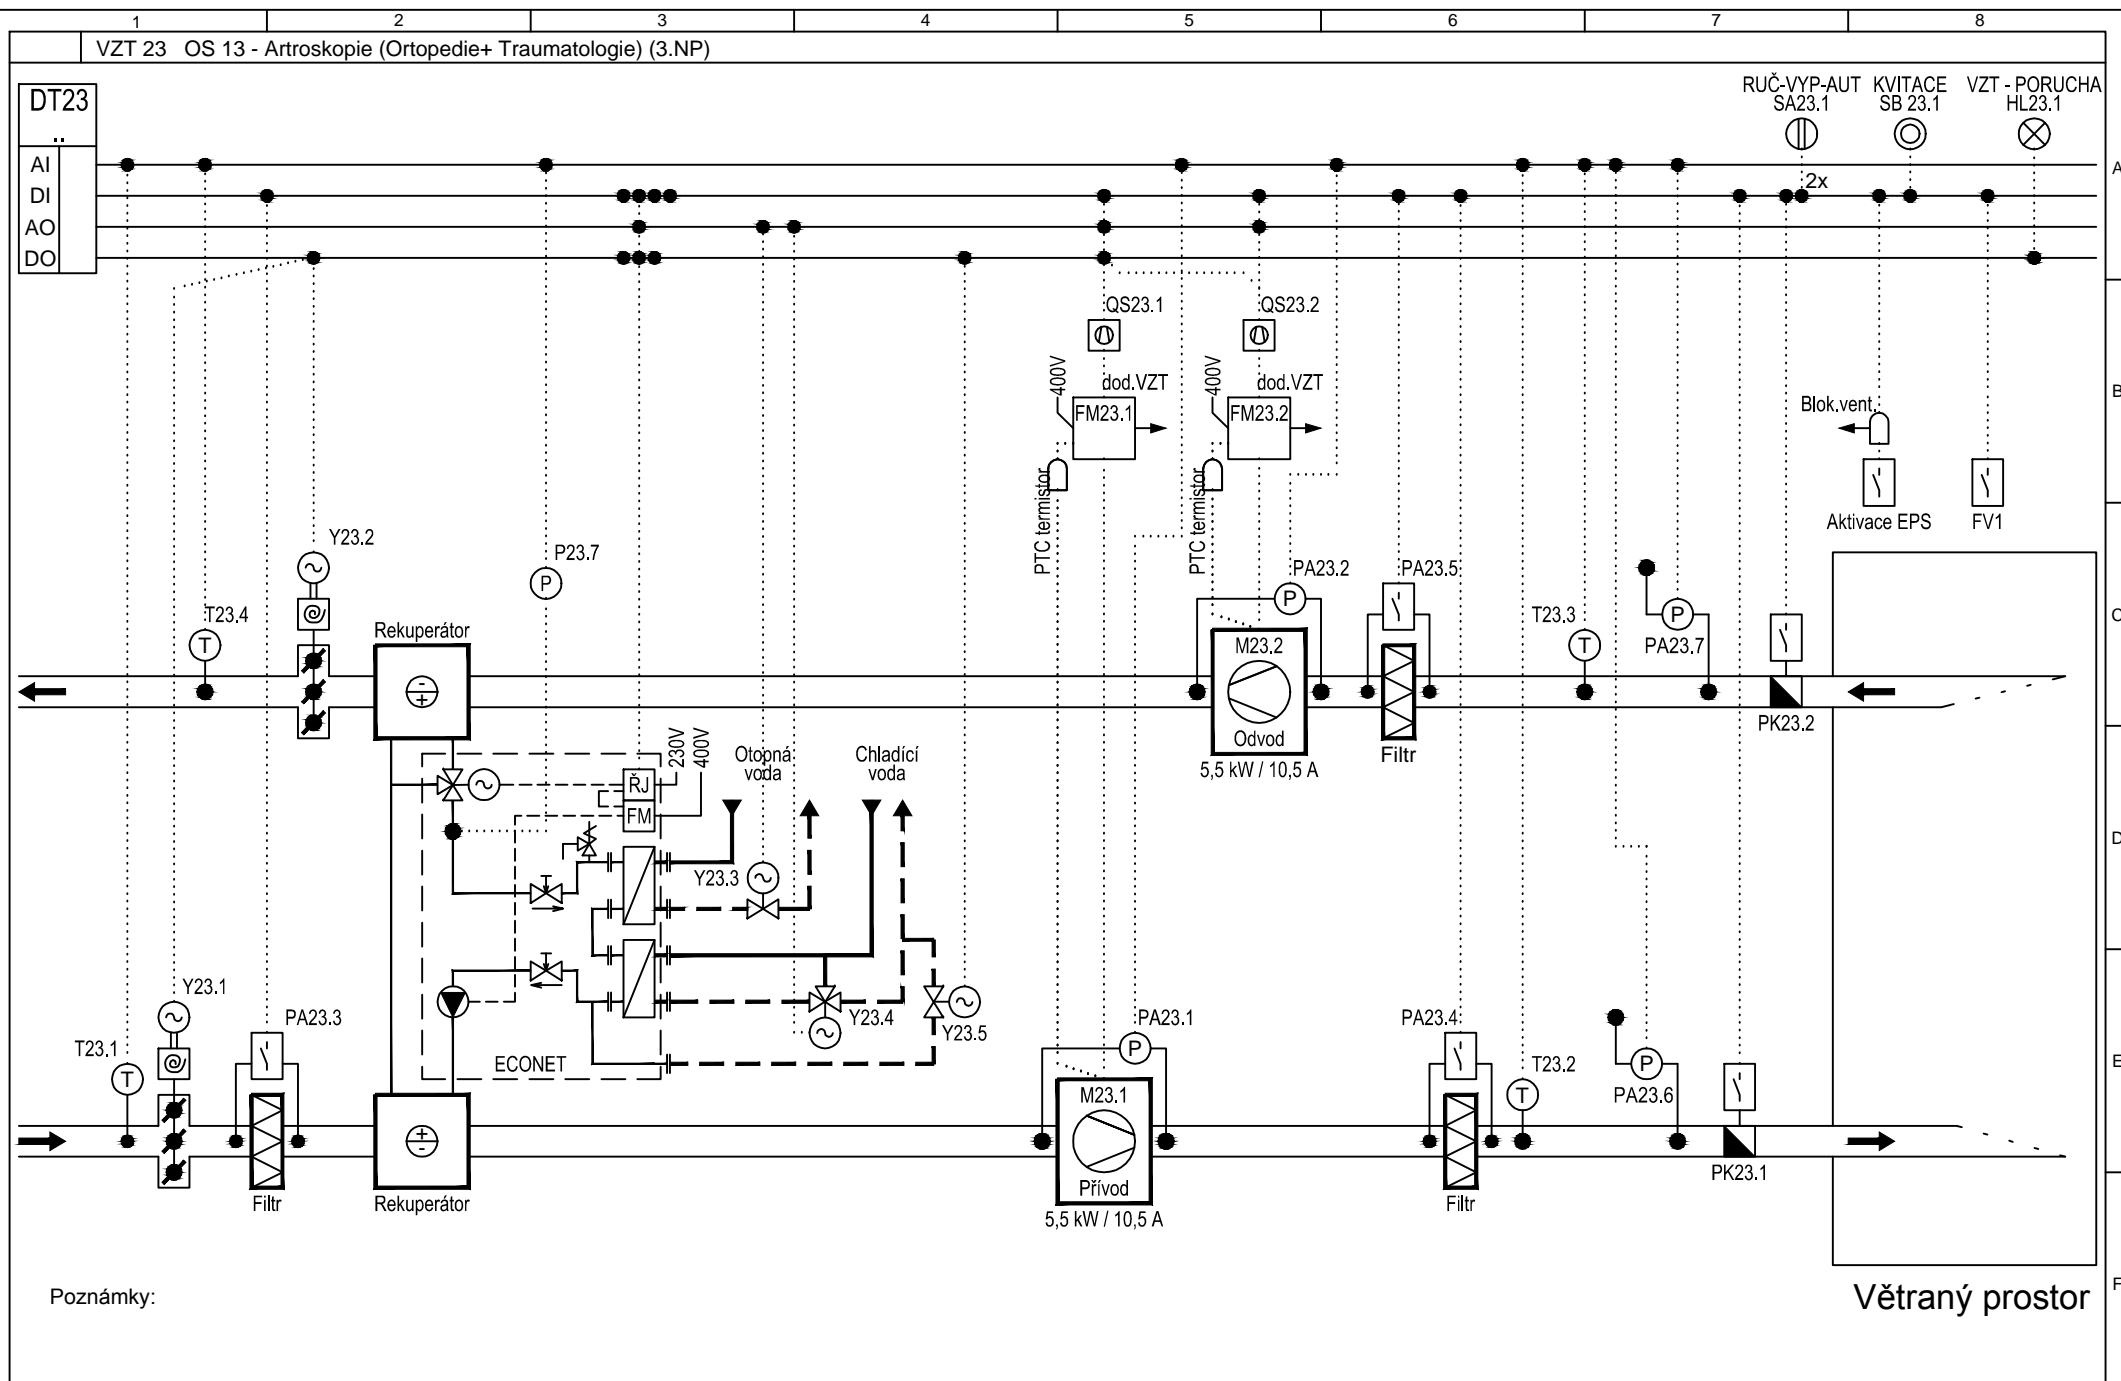 1 2 3 4 5 6 7 8
VZT 23 OS 13 - Artroskopie (Ortopedie+ Traumatologie) (3.NP)
DT23
..
RUČ-VYP-AUT
SA23.1
KVITACE
SB 23.1
VZT - PORUCHA
HL23.1
AI
DI
AO
DO
2x
A
B
C
D
E
F
QS23.1
QS23.2
400V
dod.VZT
FM23.1
400V
dod.VZT
FM23.2
PTC termistor
PTC termistor
Blok.vent.
Aktivace EPS
FV1
Y23.2
T23.4
T
Rekuperátor
P23.7
P
PA23.2
P
PA23.5
M23.2
Odvod
5,5 kW / 10,5 A
Filtr
T23.3
T
P
PA23.7
PK23.2
230V
400V
ŘJ
FM
Otopná
voda
Chladící
voda
Y23.3
Y23.4
Y23.5
ECONET
Y23.1
T23.1
T
PA23.3
Filtr
Rekuperátor
PA23.1
P
M23.1
Přívod
5,5 kW / 10,5 A
PA23.4
Filtr
T23.2
T
P
PA23.6
PK23.1
Poznámky:
Větraný prostor